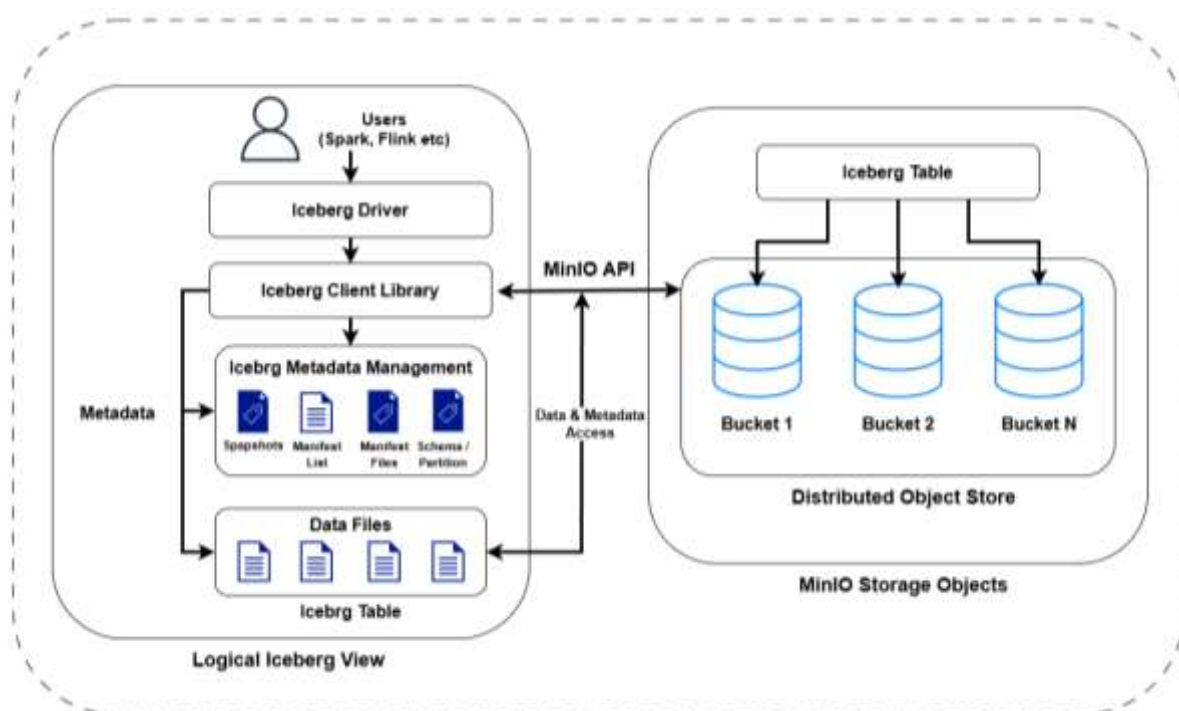 Users
(Spark, Flink etc)
Iceberg Driver
Iceberg Client Library
Icebrg Metadata Management
Spapshots
Manifest
List
Manifest
Files
Schema /
Partition
Metadata
Data Files
Icebrg Table
Logical Iceberg View
MinIO API
Data & Metadata
Access
Iceberg Table
Bucket 1
Bucket 2
Bucket N
Distributed Object Store
MinIO Storage Objects